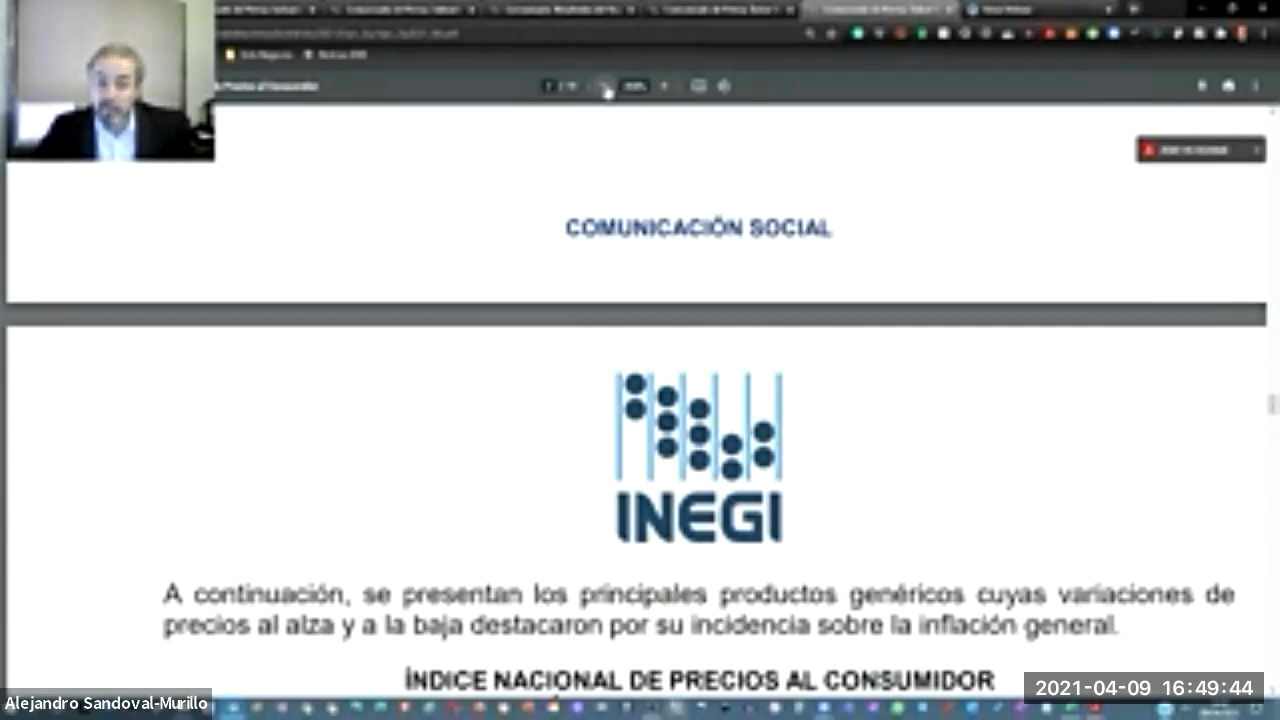 COMUNICACIÓN SOCIAL
INEGI
A continuación, se presentan los principales productos genéricos cuyas variaciones de
precios al alza y a la baja destacaron por su incidencia sobre la inflación general.
ÍNDICE NACIONAL DE PRECIOS AL CONSUMIDOR
2021-04-09 16:49:44
Alejandro Sandoval-Murillo